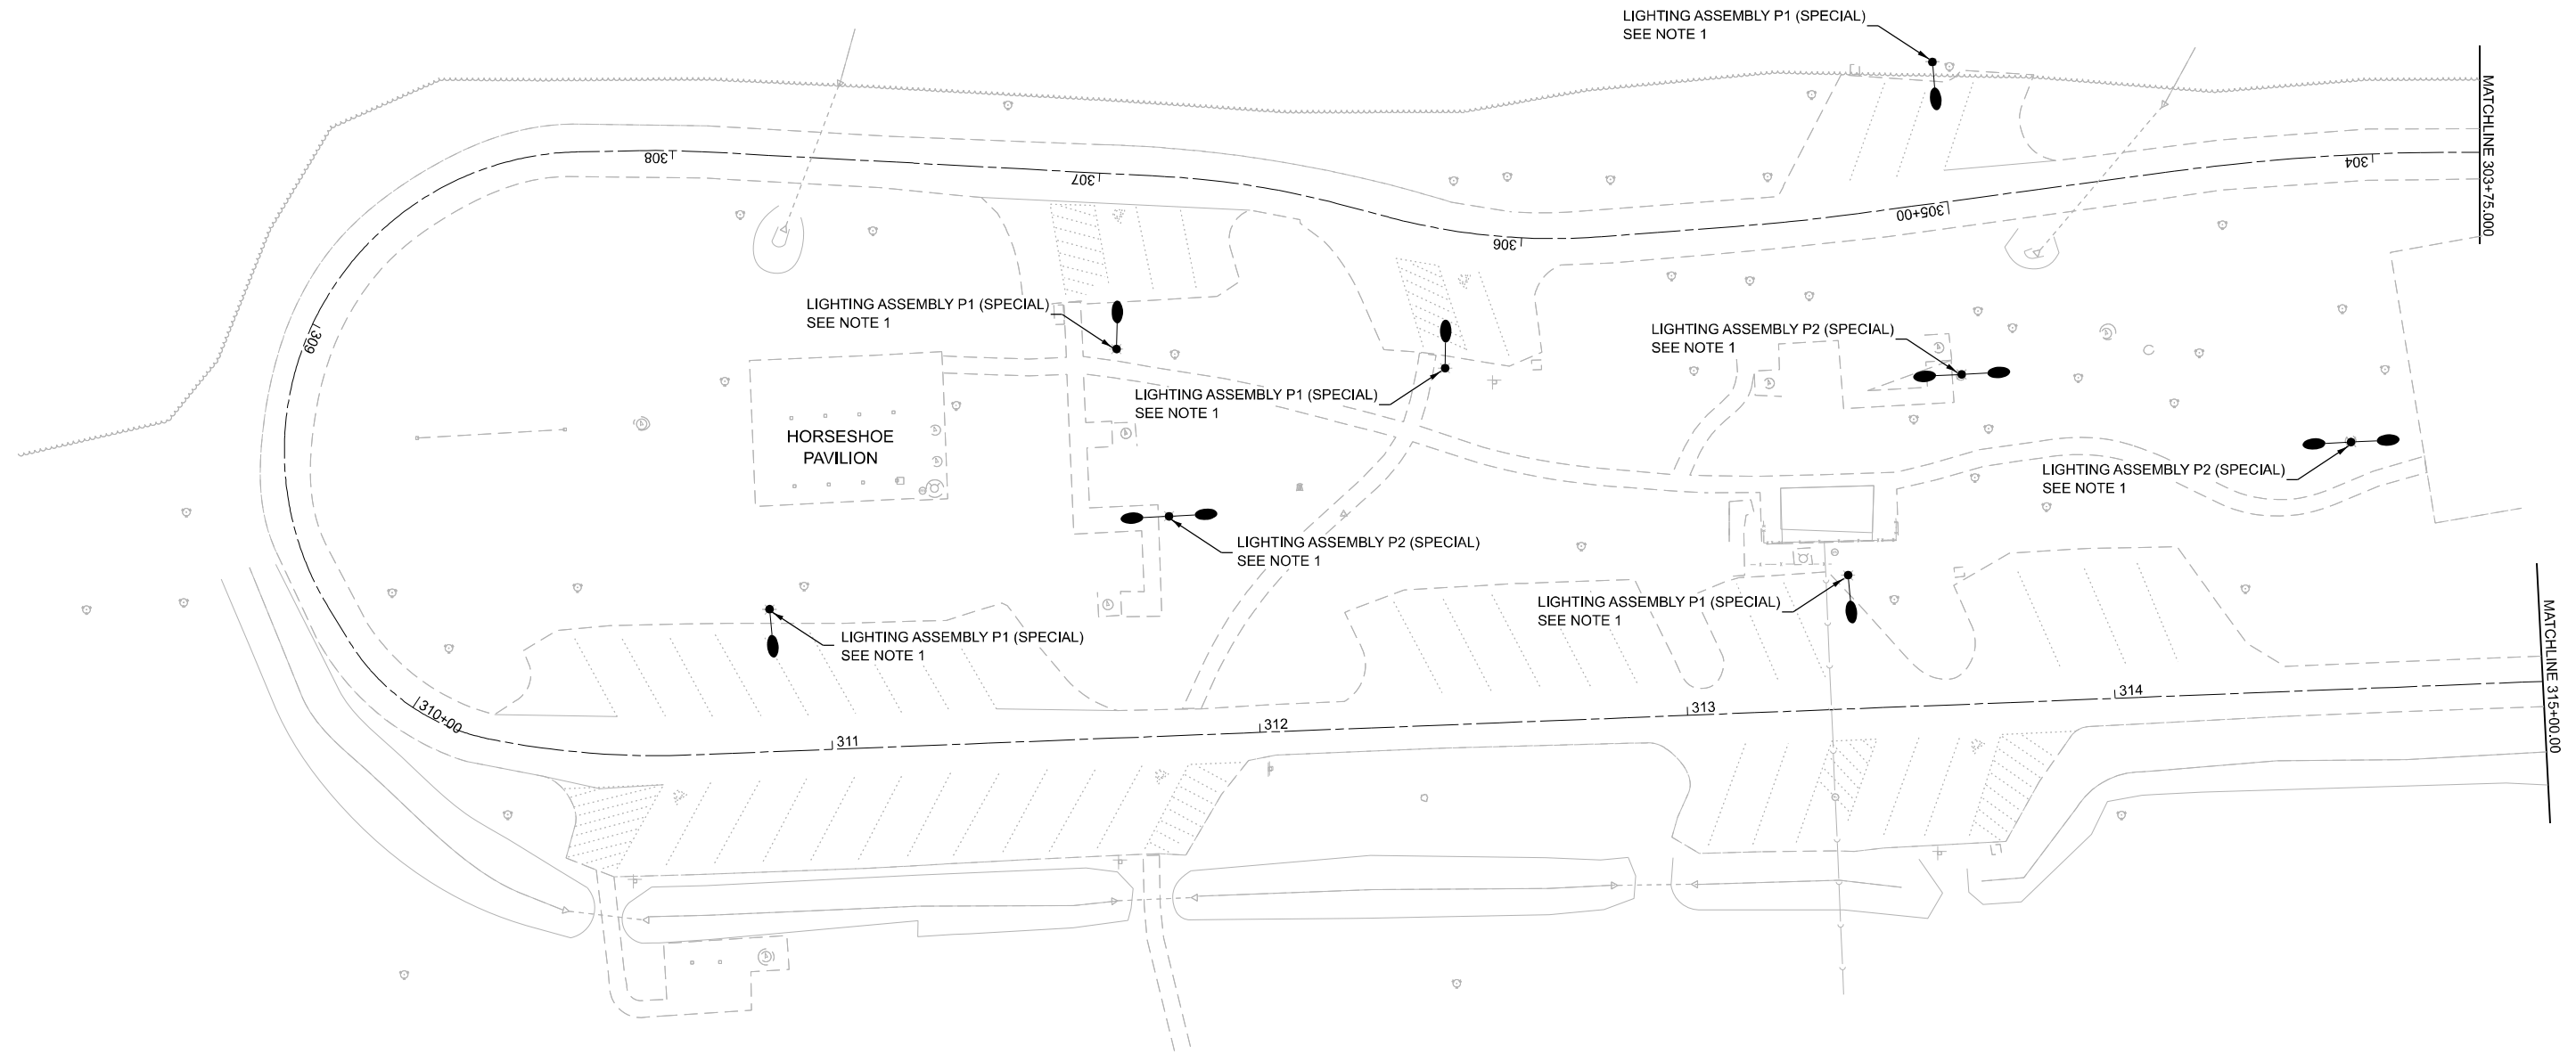 LIGHTING ASSEMBLY P1 (SPECIAL)
SEE NOTE 1
MATCHLINE 303+75.000
308
307
304
305+00
306
LIGHTING ASSEMBLY P1 (SPECIAL)
SEE NOTE 1
309
LIGHTING ASSEMBLY P2 (SPECIAL)
SEE NOTE 1
LIGHTING ASSEMBLY P1 (SPECIAL)
SEE NOTE 1
HORSESHOE
PAVILION
LIGHTING ASSEMBLY P2 (SPECIAL)
SEE NOTE 1
LIGHTING ASSEMBLY P2 (SPECIAL)
SEE NOTE 1
LIGHTING ASSEMBLY P1 (SPECIAL)
SEE NOTE 1
LIGHTING ASSEMBLY P1 (SPECIAL)
SEE NOTE 1
MATCHLINE 315+00.00
310+00
311
312
313
314